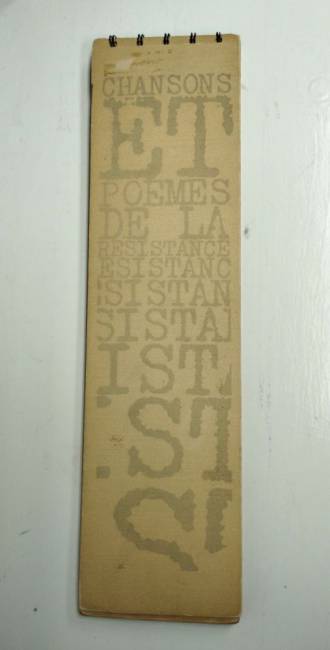 CHANSONS
ET
POEMES
DE LA
RESISTANCE
ESISTANC
SISTAN
SISTA
IST
ST
S